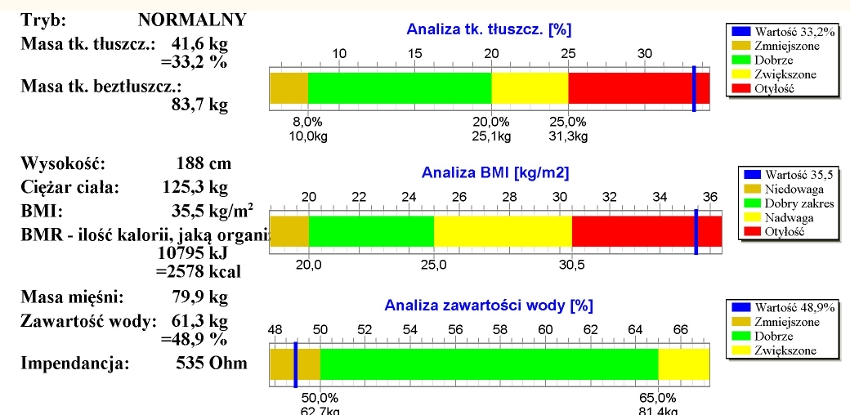 Tryb: NORMALNY
Masa tk. tłuszcz.: 41,6 kg
=33,2 %
Masa tk. beztłuszcz.:
83,7 kg
Analiza tk. tłuszcz. [%]
10 15 20 25 30
8,0% 20,0% 25,0%
10,0kg 25,1kg 31,3kg
Wartość 33,2%
Zmniejszone
Dobrze
Zwiększone
Otyłość
Wysokość: 188 cm
Ciężar ciała: 125,3 kg
BMI: 35,5 kg/m²
BMR - ilość kalorii, jaką organi
10795 kJ
=2578 kcal
Analiza BMI [kg/m2]
20 22 24 26 28 30 32 34 36
20,0 25,0 30,5
Wartość 35,5
Niedowaga
Dobry zakres
Nadwaga
Otyłość
Masa mięśni: 79,9 kg
Zawartość wody: 61,3 kg
=48,9 %
Impendancja: 535 Ohm
Analiza zawartości wody [%]
48 50 52 54 56 58 60 62 64 66
50,0% 65,0%
62,7kg 81,4kg
Wartość 48,9%
Zmniejszone
Dobrze
Zwiększone